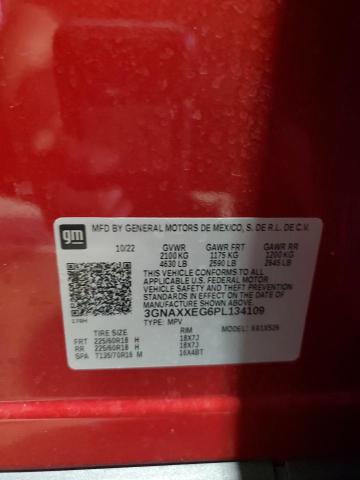 gm MFD BY GENERAL MOTORS DE MEXICO, S. DE R.L. DE C.V.
10/22 GVWR GAWR FRT GAWR RR
2100 KG 1175 KG 1200 KG
4630 LB 2590 LB 2645 LB
THIS VEHICLE CONFORMS TO ALL
APPLICABLE U.S. FEDERAL MOTOR
VEHICLE SAFETY, BUMPER, AND THEFT
PREVENTION STANDARDS IN EFFECT ON
THE DATE OF MANUFACTURE
SHOWN ABOVE.
3GNAXXEG6PL134109
TYPE: MPV MODEL:
TIRE SIZE RIM
FRT 225/60R18 H 18X7J
RR 225/60R18 H 18X7J
SPA T135/70R16 M 16X4BT